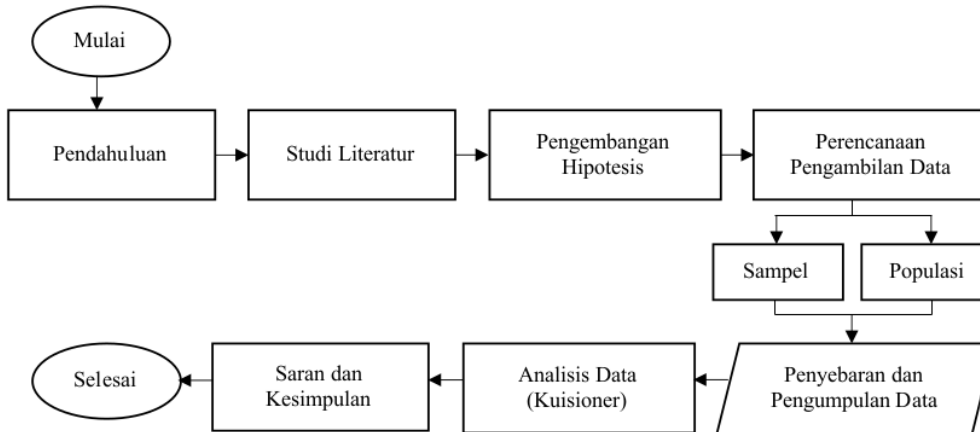 Mulai
Pendahuluan
Studi Literatur
Pengembangan
Hipotesis
Perencanaan
Pengambilan Data
Sampel
Populasi
Penyebaran dan
Pengumpulan Data
Analisis Data
(Kuisioner)
Saran dan
Kesimpulan
Selesai